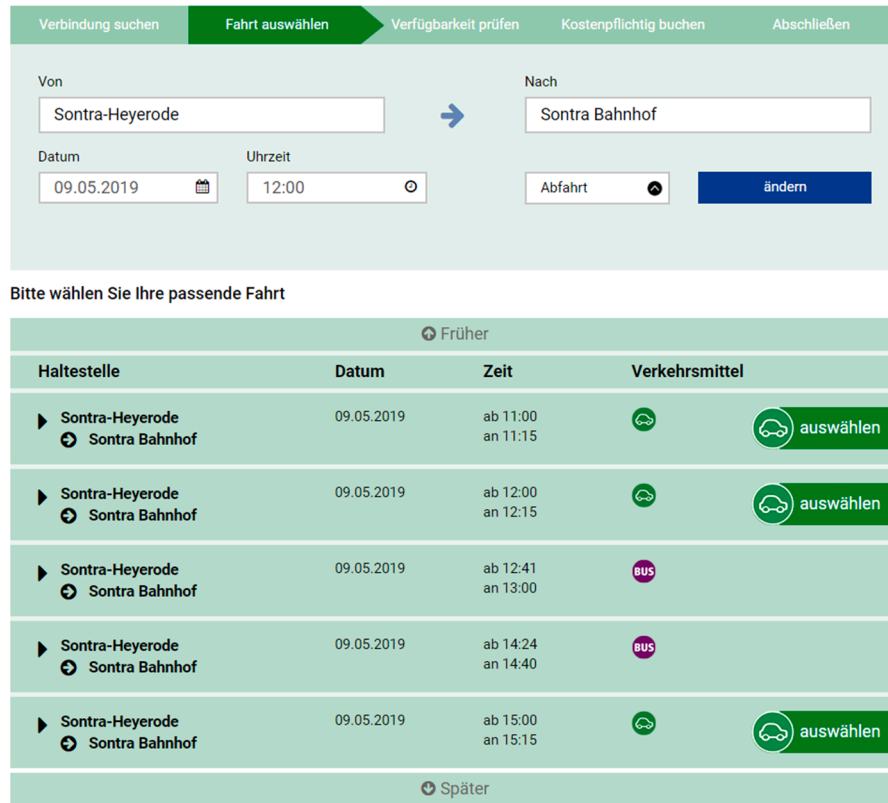 Verbindung suchen Fahrt auswählen Verfügbarkeit prüfen Kostenpflichtig buchen Abschließen
Von Nach
Sontra-Heyerode Sontra Bahnhof
Datum Uhrzeit
09.05.2019 12:00 Abfahrt ändern
Bitte wählen Sie Ihre passende Fahrt
Früher
Haltestelle Datum Zeit Verkehrsmittel
Sontra-Heyerode 09.05.2019 ab 11:00
Sontra Bahnhof an 11:15 auswählen
Sontra-Heyerode 09.05.2019 ab 12:00
Sontra Bahnhof an 12:15 auswählen
Sontra-Heyerode 09.05.2019 ab 12:41 BUS
Sontra Bahnhof an 13:00
Sontra-Heyerode 09.05.2019 ab 14:24 BUS
Sontra Bahnhof an 14:40
Sontra-Heyerode 09.05.2019 ab 15:00
Sontra Bahnhof an 15:15 auswählen
Später